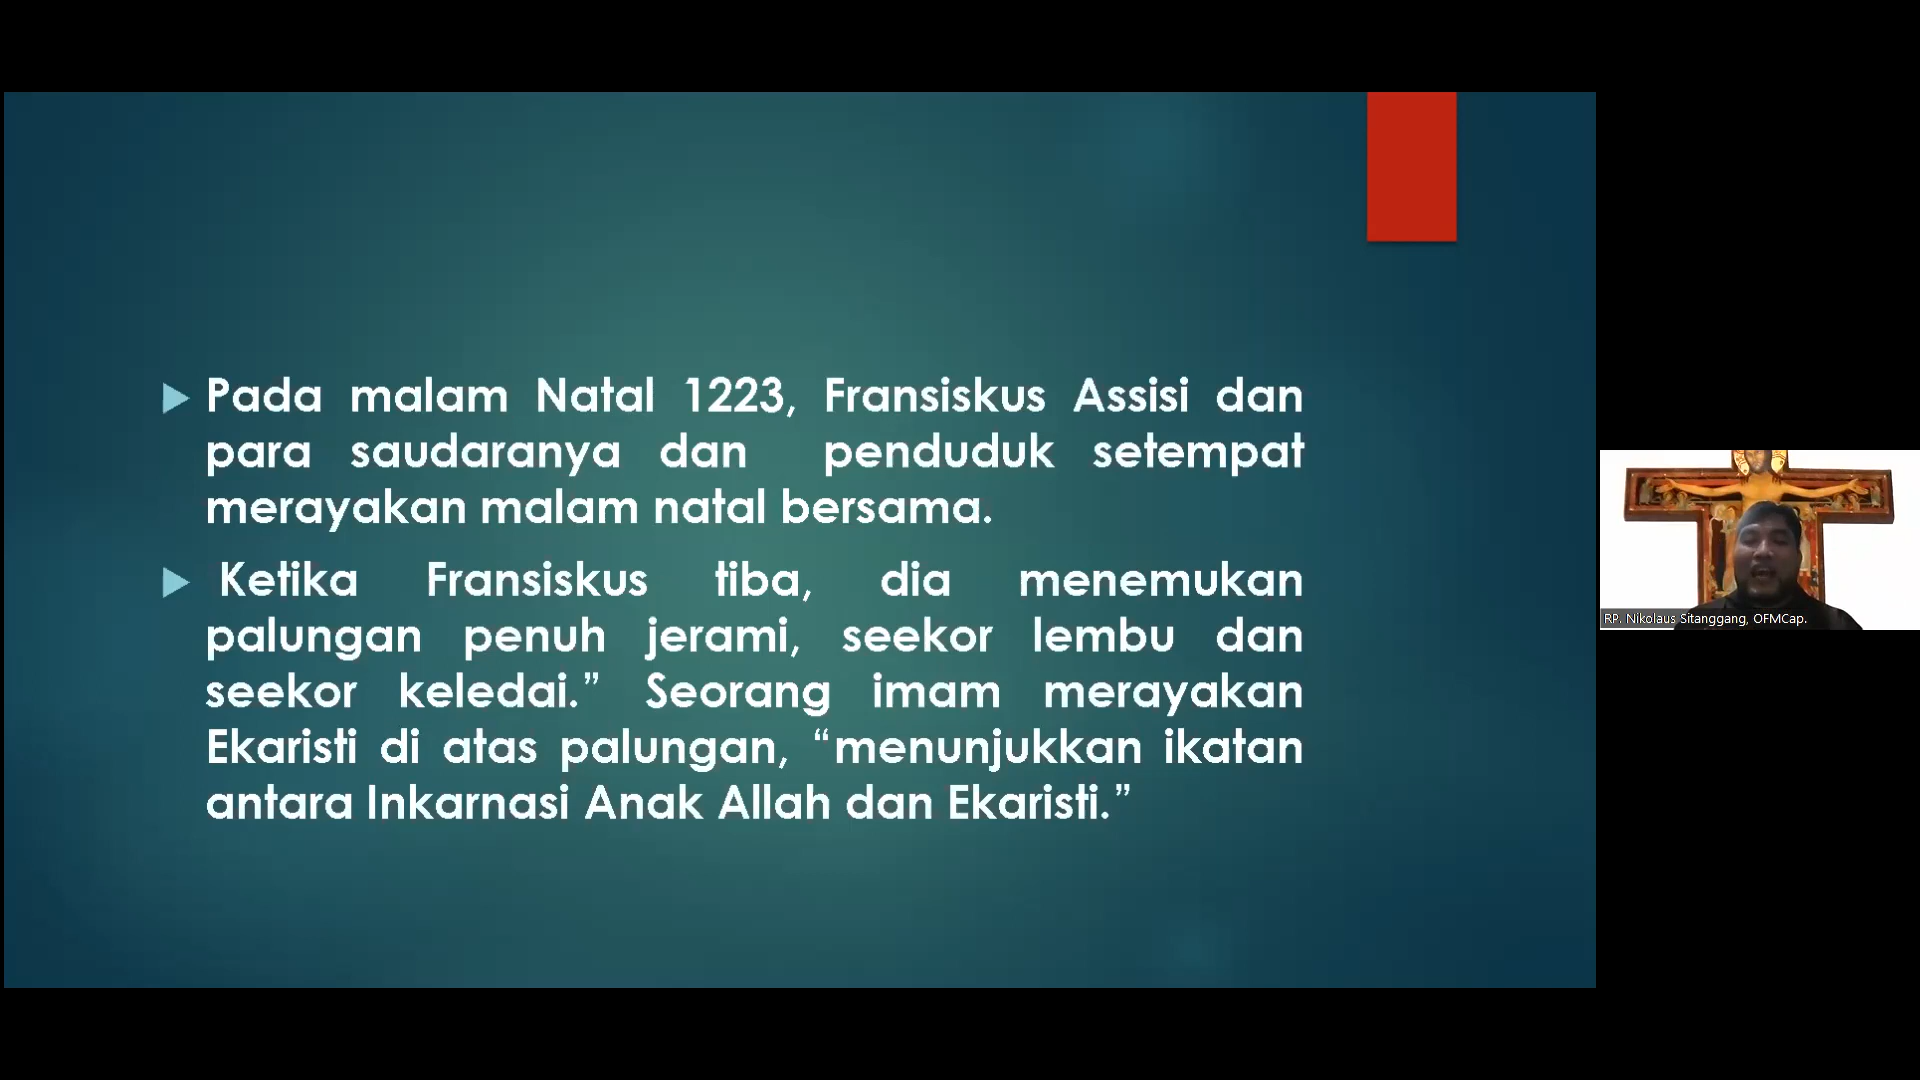 Pada malam Natal 1223, Fransiskus Assisi dan
para saudaranya dan penduduk setempat
merayakan malam natal bersama.
Ketika Fransiskus tiba, dia menemukan
palungan penuh jerami, seekor lembu dan
seekor keledai.” Seorang imam merayakan
Ekaristi di atas palungan, “menunjukkan ikatan
antara Inkarnasi Anak Allah dan Ekaristi.”
RP. Nikolaus Sitanggang, OFMCap.